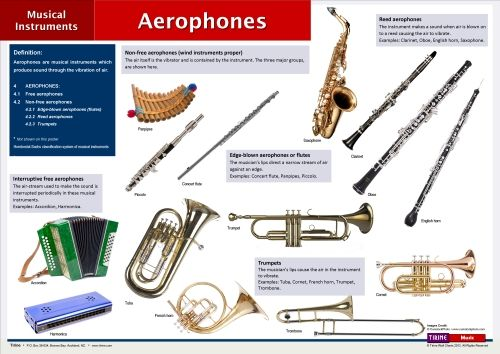 Musical
Instruments
Aerophones
Definition:
Aerophones are musical instruments which
produce sound through the vibration of air.
4 AEROPHONES:
4.1 Free aerophones
4.2 Non-free aerophones
4.2.1 Edge-blown aerophones (flutes)
4.2.2 Reed aerophones
4.2.3 Trumpets
* Not shown on this poster
Hornbostel Sachs classification system of musical instruments
Non-free aerophones (wind instruments proper)
The air itself is the vibrator and is contained by the instrument. The three major groups,
are shown here.
Reed aerophones
The instrument makes a sound when air is blown on
to a reed causing the air to vibrate.
Examples: Clarinet, Oboe, English horn, Saxophone.
Panpipes
Piccolo
Concert flute
Saxophone
Clarinet
Oboe
English horn
Edge-blown aerophones or flutes
The musician's lips direct a narrow stream of air
against an edge.
Examples: Concert flute, Panpipes, Piccolo.
Interruptive free aerophones
The air-stream used to make the sound is
interrupted periodically in these musical
instruments.
Examples: Accordion, Harmonica.
Accordion
Harmonica
Tuba
Trumpet
French horn
Trumpets
The musician's lips cause the air in the instrument
to vibrate.
Examples: Tuba, Cornet, French horn, Trumpet,
Trombone.
Cornet
Trombone
Images Credit:
Titirine Music